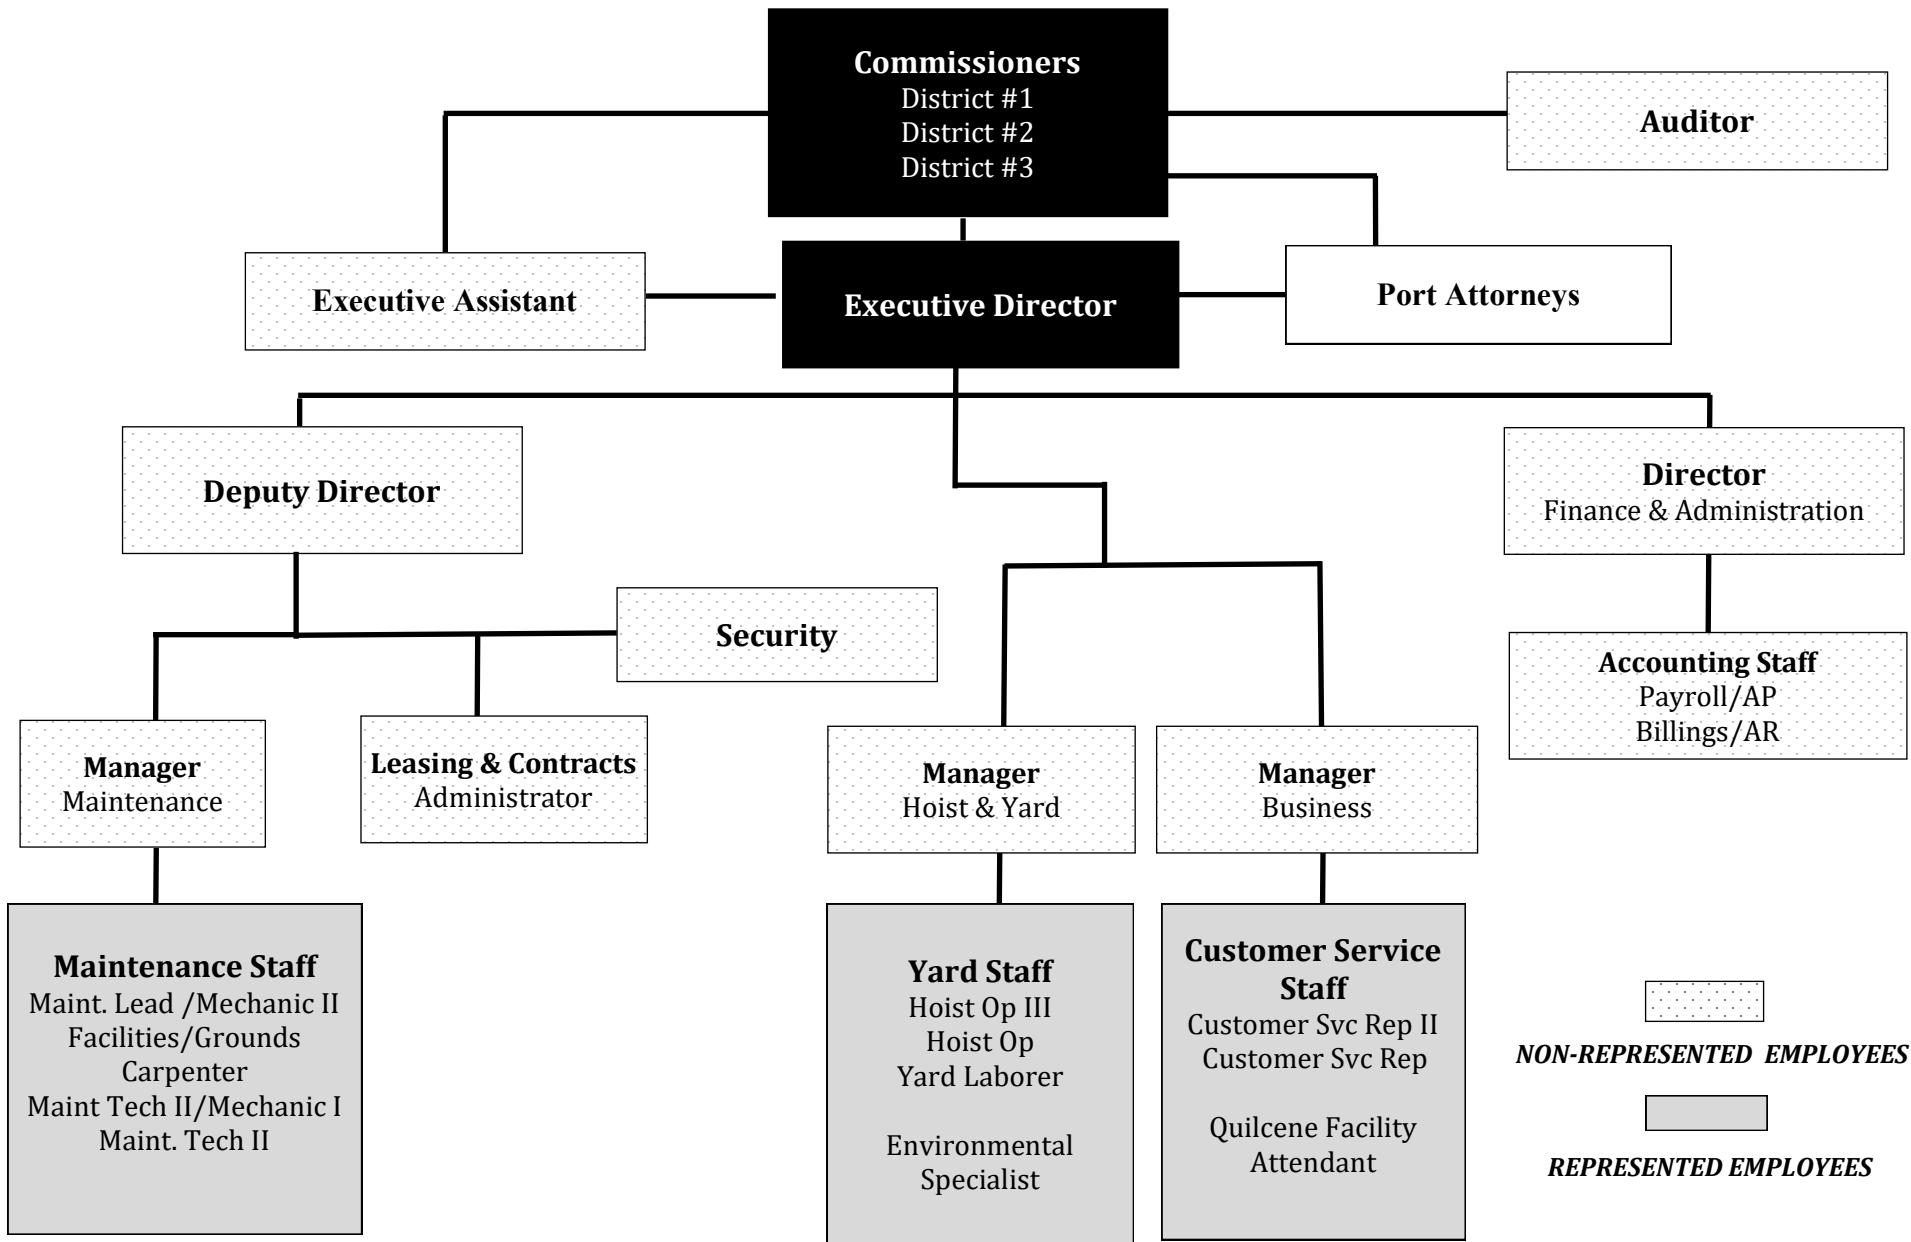 Commissioners
District #1
District #2
District #3
Auditor
Executive Assistant
Executive Director
Port Attorneys
Deputy Director
Director
Finance & Administration
Security
Accounting Staff
Payroll/AP
Billings/AR
Manager
Maintenance
Leasing & Contracts
Administrator
Manager
Hoist & Yard
Manager
Business
Maintenance Staff
Maint. Lead /Mechanic II
Facilities/Grounds
Carpenter
Maint Tech II/Mechanic I
Maint. Tech II
Yard Staff
Hoist Op III
Hoist Op
Yard Laborer
Environmental
Specialist
Customer Service
Staff
Customer Svc Rep II
Customer Svc Rep
Quilcene Facility
Attendant
NON-REPRESENTED EMPLOYEES
REPRESENTED EMPLOYEES